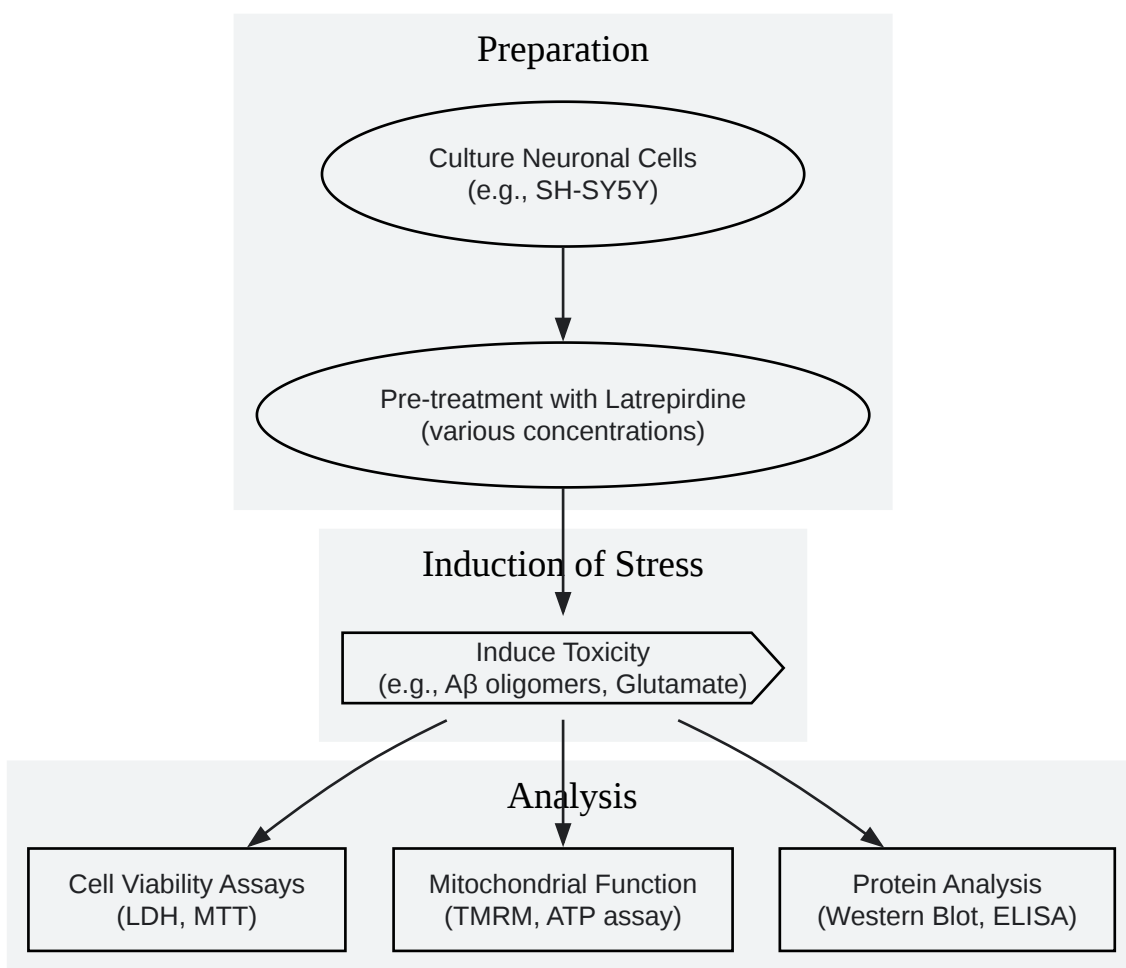 Preparation
Culture Neuronal Cells
(e.g., SH-SY5Y)
Pre-treatment with Latrepirdine
(various concentrations)
Induction of Stress
Induce Toxicity
(e.g., Aβ oligomers, Glutamate)
Analysis
Cell Viability Assays
(LDH, MTT)
Mitochondrial Function
(TMRM, ATP assay)
Protein Analysis
(Western Blot, ELISA)